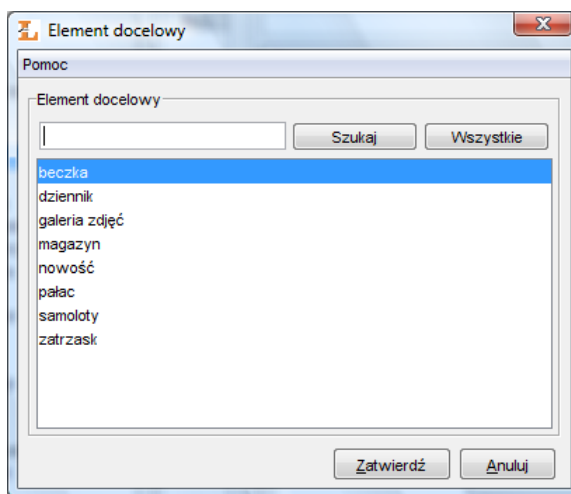 Element docelowy
Pomoc
Element docelowy
Szukaj Wszystkie
beczka
dziennik
galeria zdjęć
magazyn
nowość
pałac
samoloty
zatrzask
Zatwierdź Anuluj